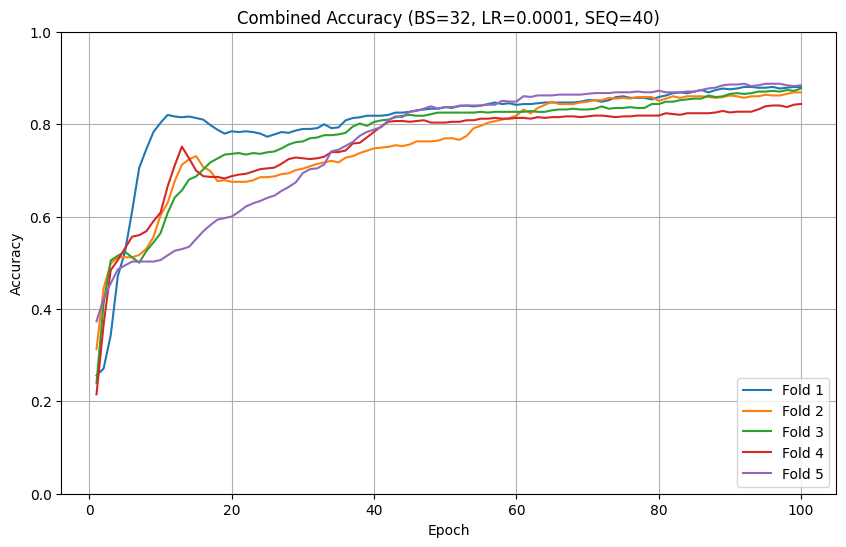 Combined Accuracy (BS=32, LR=0.0001, SEQ=40)
1.0
0.8
0.6
0.4
0.2
0.0
Accuracy
0 20 40 60 80 100
Epoch
Fold 1
Fold 2
Fold 3
Fold 4
Fold 5